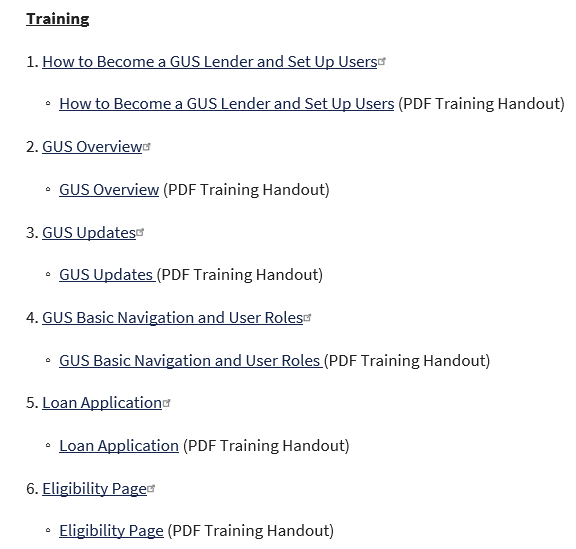 Training
1. How to Become a GUS Lender and Set Up Users
◦ How to Become a GUS Lender and Set Up Users (PDF Training Handout)
2. GUS Overview
◦ GUS Overview (PDF Training Handout)
3. GUS Updates
◦ GUS Updates (PDF Training Handout)
4. GUS Basic Navigation and User Roles
◦ GUS Basic Navigation and User Roles (PDF Training Handout)
5. Loan Application
◦ Loan Application (PDF Training Handout)
6. Eligibility Page
◦ Eligibility Page (PDF Training Handout)